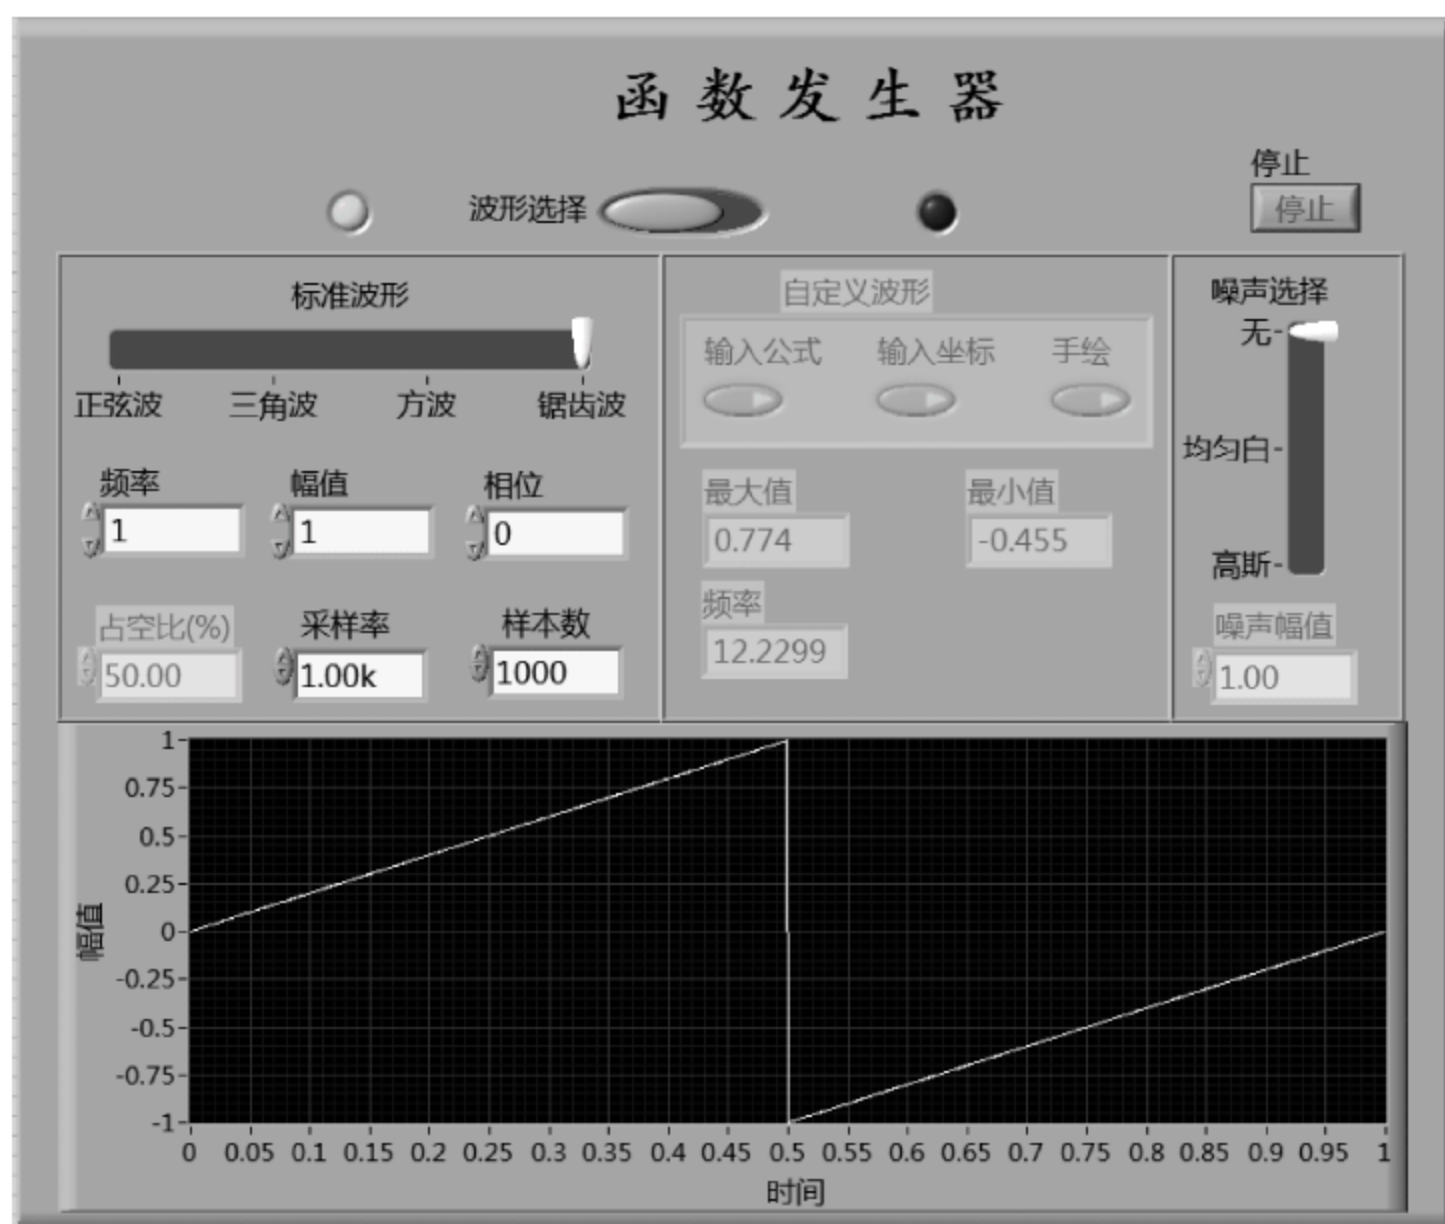 函数发生器
停止
波形选择
停止
标准波形
正弦波 三角波 方波 锯齿波
频率 幅值 相位
1 1 0
占空比(%) 采样率 样本数
50.00 1.00k 1000
自定义波形
输入公式 输入坐标 手绘
最大值 最小值
0.774 -0.455
频率
12.2299
噪声选择
无
均匀白
高斯
噪声幅值
1.00
幅值
1
0.75
0.5
0.25
0
-0.25
-0.5
-0.75
-1
0 0.05 0.1 0.15 0.2 0.25 0.3 0.35 0.4 0.45 0.5 0.55 0.6 0.65 0.7 0.75 0.8 0.85 0.9 0.95 1
时间